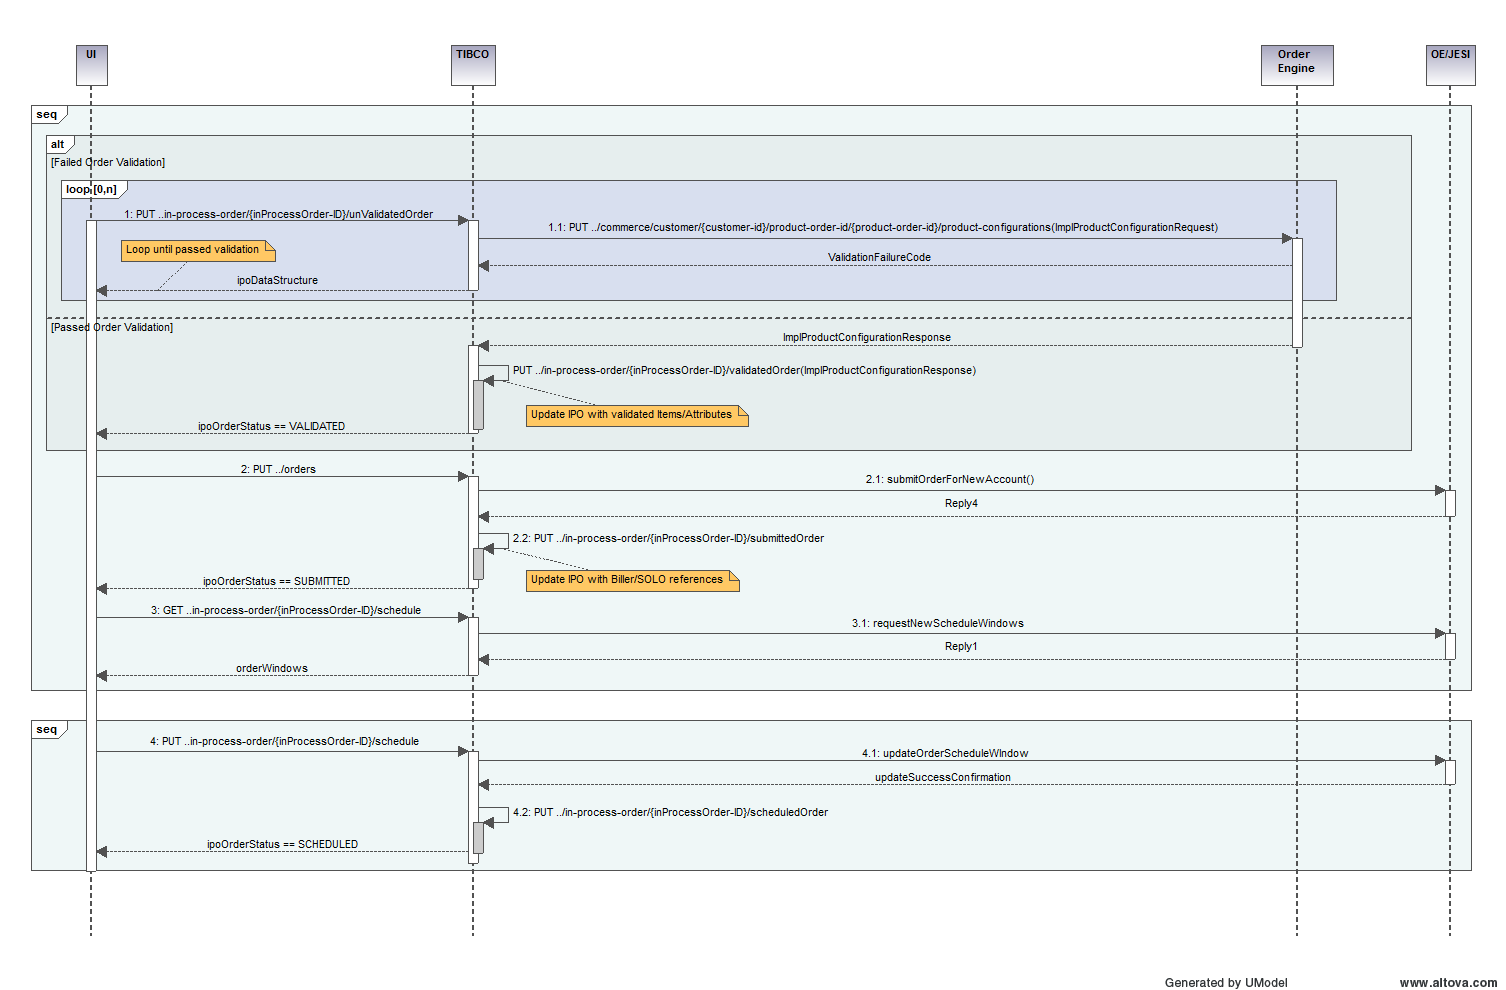 UI
TIBCO
Order
Engine
OE/JESI
seq
alt
[Failed Order Validation]
loop [0,n]
1: PUT ..in-process-order/{inProcessOrder-ID}/unValidatedOrder
1.1: PUT ../commerce/customer/{customer-id}/product-order-id/{product-order-id}/product-configurations(ImplProductConfigurationRequest)
Loop until passed validation
ValidationFailureCode
ipoDataStructure
[Passed Order Validation]
ImplProductConfigurationResponse
PUT ../in-process-order/{inProcessOrder-ID}/validatedOrder(ImplProductConfigurationResponse)
Update IPO with validated Items/Attributes
ipoOrderStatus == VALIDATED
2: PUT ../orders
2.1: submitOrderForNewAccount()
Reply4
2.2: PUT ../in-process-order/{inProcessOrder-ID}/submittedOrder
Update IPO with Biller/SOLO references
ipoOrderStatus == SUBMITTED
3: GET ..in-process-order/{inProcessOrder-ID}/schedule
3.1: requestNewScheduleWindows
Reply1
orderWindows
seq
4: PUT ..in-process-order/{inProcessOrder-ID}/schedule
4.1: updateOrderScheduleWIndow
updateSuccessConfirmation
4.2: PUT ../in-process-order/{inProcessOrder-ID}/scheduledOrder
ipoOrderStatus == SCHEDULED
Generated by UModel
www.altova.com